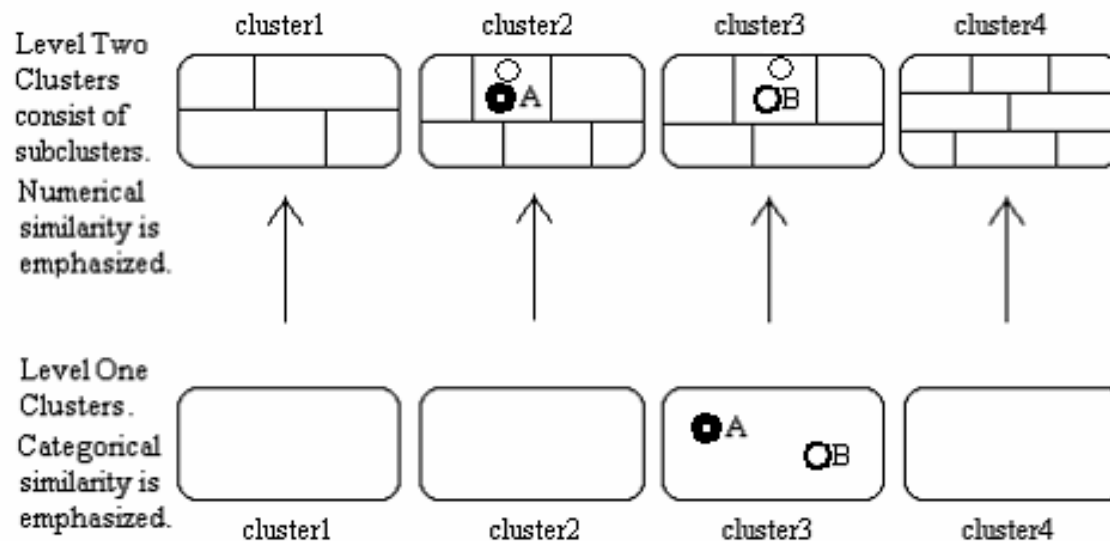 cluster1 cluster2 cluster3 cluster4
Level Two
Clusters
consist of
subclusters.
Numerical
similarity is
emphasized.
A
B
Level One
Clusters.
Categorical
similarity is
emphasized.
A
B
cluster1 cluster2 cluster3 cluster4